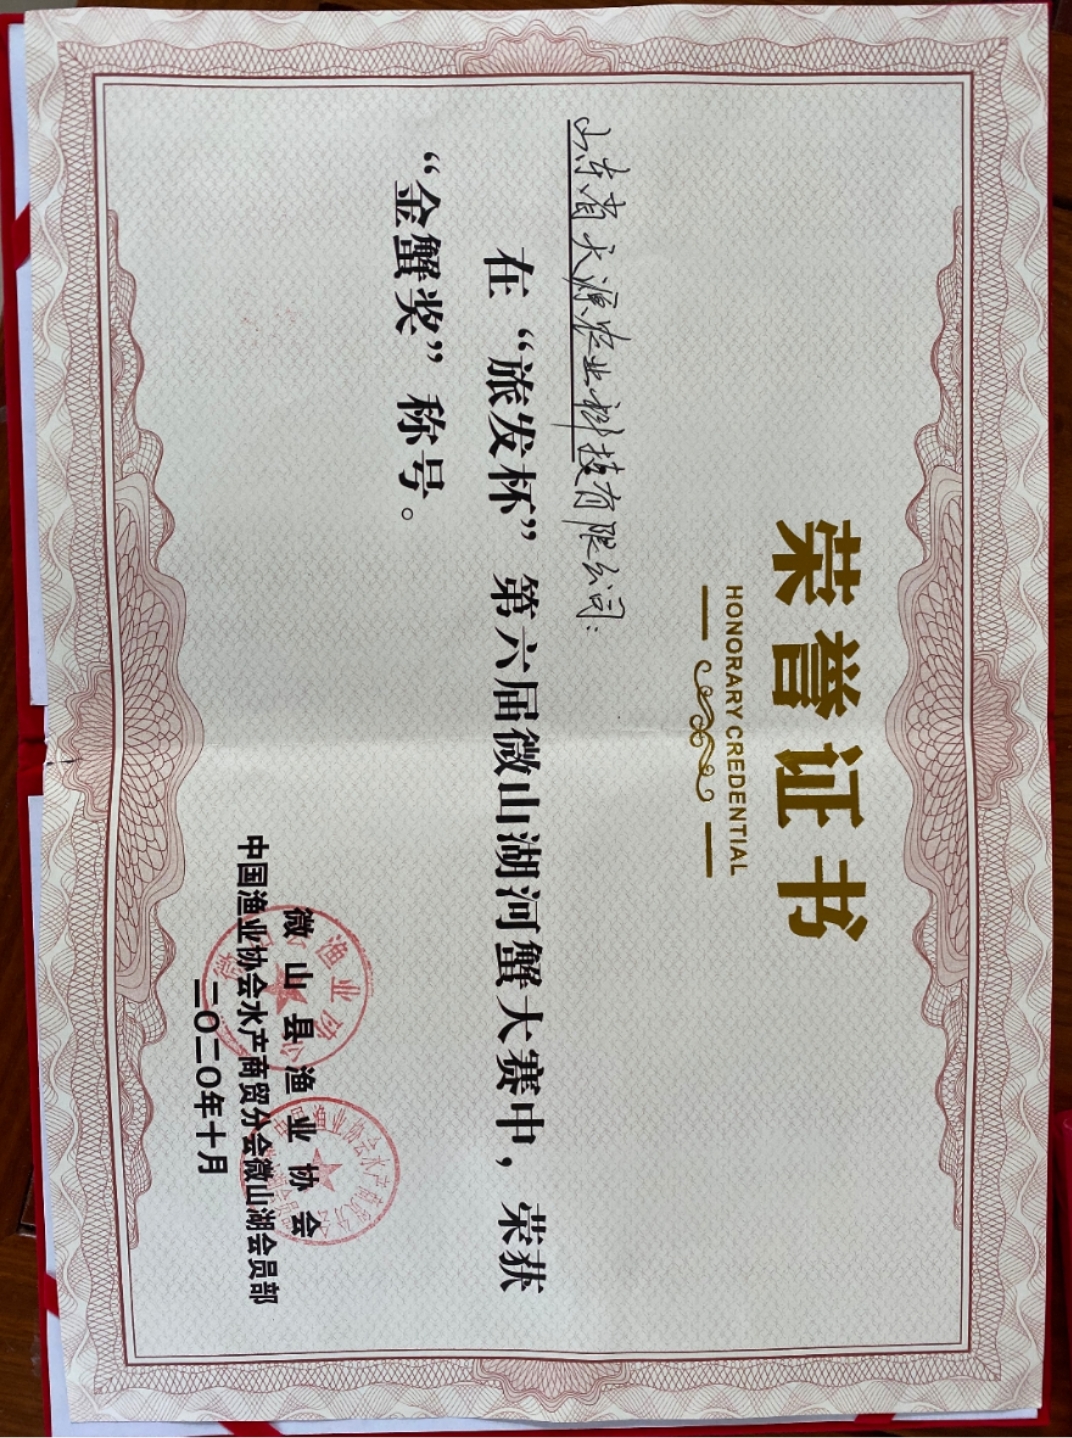 荣誉证书
HONORARY CREDENTIAL
山东省天源农业科技有限公司：
在“旅发杯”第六届微山湖河蟹大赛中，荣获
“金蟹奖”称号。
微山县渔业协会
中国渔业协会水产商贸分会微山湖会员部
二〇二〇年十月